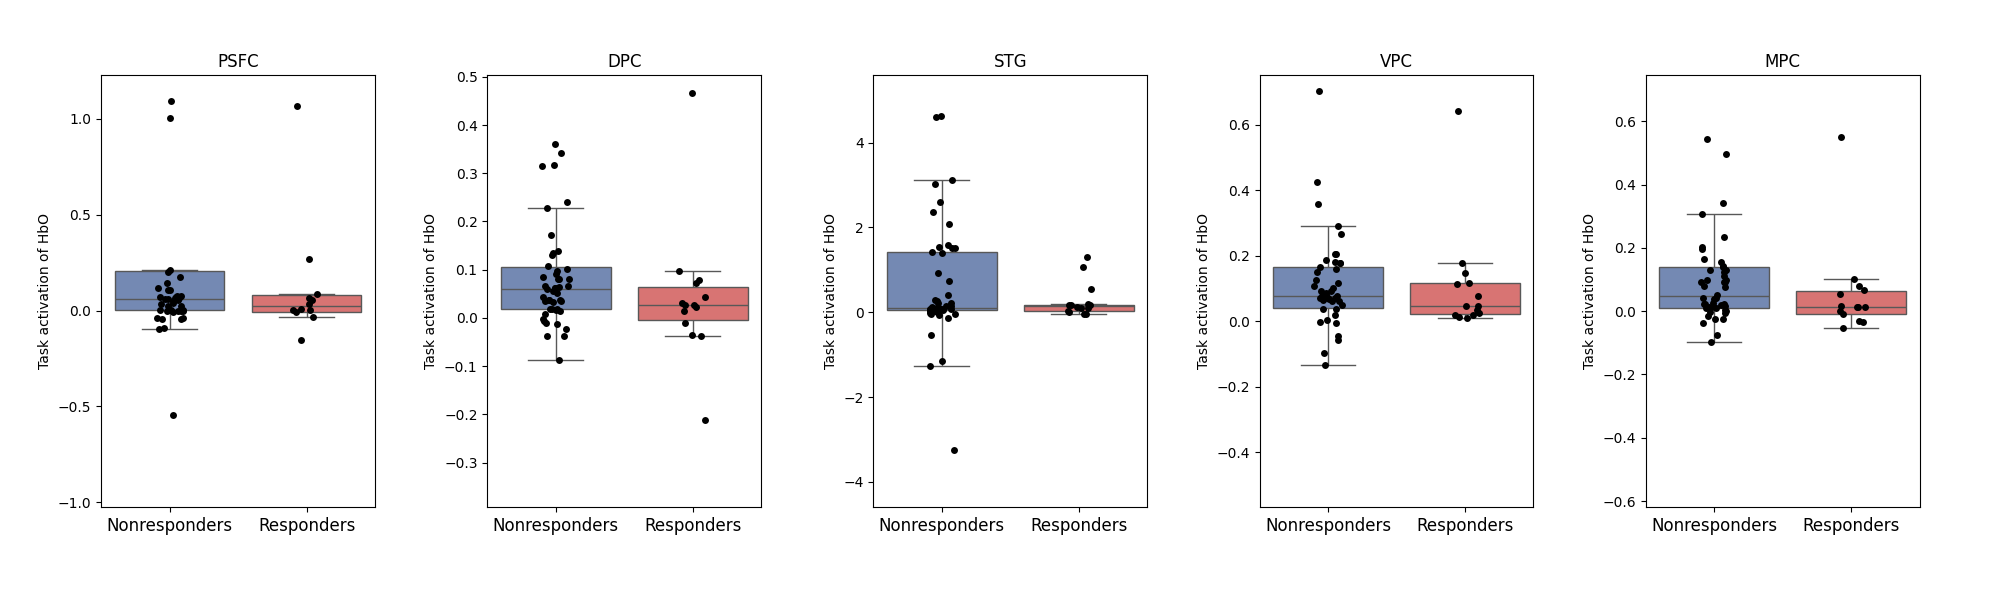 PSFC
Task activation of HbO
1.0
0.5
0.0
−0.5
−1.0
Nonresponders
Responders
DPC
Task activation of HbO
0.5
0.4
0.3
0.2
0.1
0.0
−0.1
−0.2
−0.3
Nonresponders
Responders
STG
Task activation of HbO
4
2
0
−2
−4
Nonresponders
Responders
VPC
Task activation of HbO
0.6
0.4
0.2
0.0
−0.2
−0.4
Nonresponders
Responders
MPC
Task activation of HbO
0.6
0.4
0.2
0.0
−0.2
−0.4
−0.6
Nonresponders
Responders